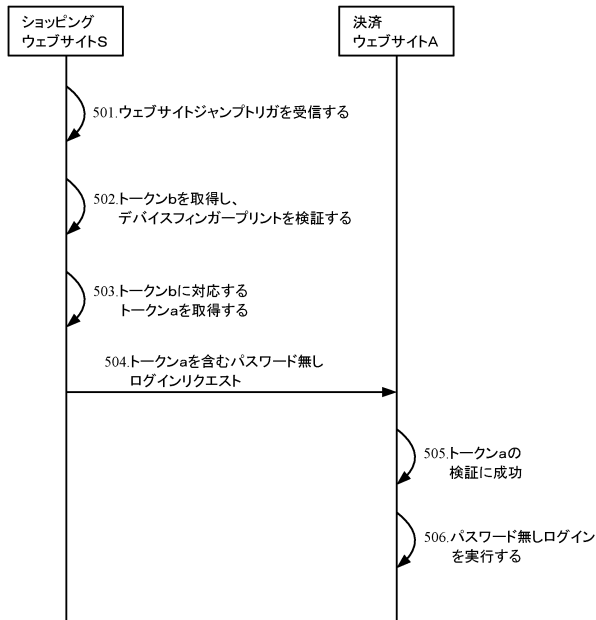 ショッピング
ウェブサイトS
決済
ウェブサイトA
501.ウェブサイトジャンプトリガを受信する
502.トークンbを取得し、
デバイスフィンガープリントを検証する
503.トークンbに対応する
トークンaを取得する
504.トークンaを含むパスワード無し
ログインリクエスト
505.トークンaの
検証に成功
506.パスワード無しログイン
を実行する